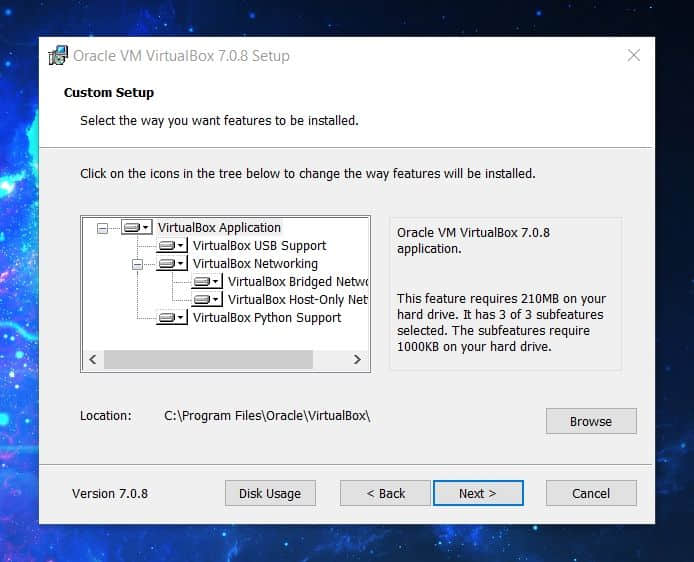 Oracle VM VirtualBox 7.0.8 Setup
Custom Setup
Select the way you want features to be installed.
Click on the icons in the tree below to change the way features will be installed.
VirtualBox Application
VirtualBox USB Support
VirtualBox Networking
VirtualBox Bridged Netw
VirtualBox Host-Only Net
VirtualBox Python Support
Oracle VM VirtualBox 7.0.8
application.
This feature requires 210MB on your
hard drive. It has 3 of 3 subfeatures
selected. The subfeatures require
1000KB on your hard drive.
Location: C:\Program Files\Oracle\VirtualBox\
Browse
Version 7.0.8
Disk Usage
< Back
Next >
Cancel